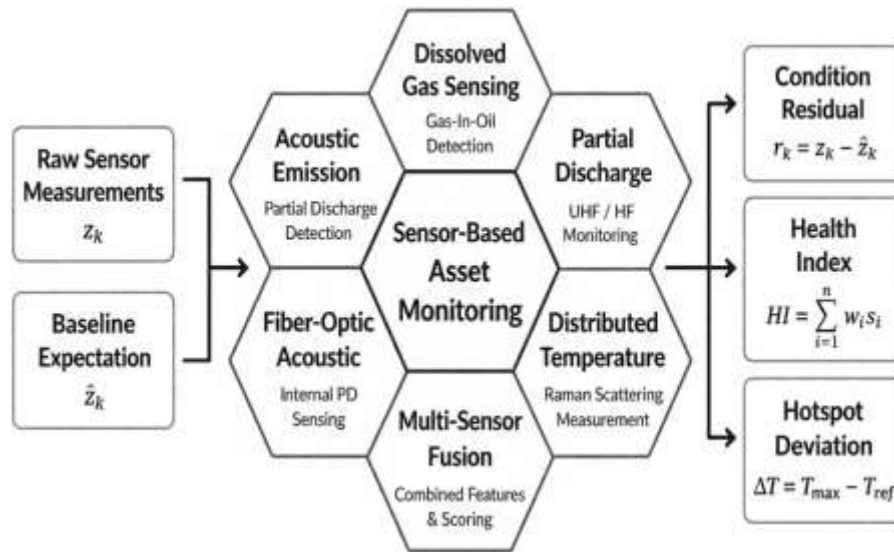 Raw Sensor
Measurements
z_k
Baseline
Expectation
ẑ_k
Dissolved
Gas Sensing
Gas-In-Oil
Detection
Acoustic
Emission
Partial Discharge
Detection
Partial
Discharge
UHF / HF
Monitoring
Sensor-Based
Asset
Monitoring
Fiber-Optic
Acoustic
Internal PD
Sensing
Distributed
Temperature
Raman Scattering
Measurement
Multi-Sensor
Fusion
Combined Features
& Scoring
Condition
Residual
r_k = z_k − ẑ_k
Health
Index
HI = ∑_{i=1}^{n} w_i s_i
Hotspot
Deviation
ΔT = T_max − T_ref